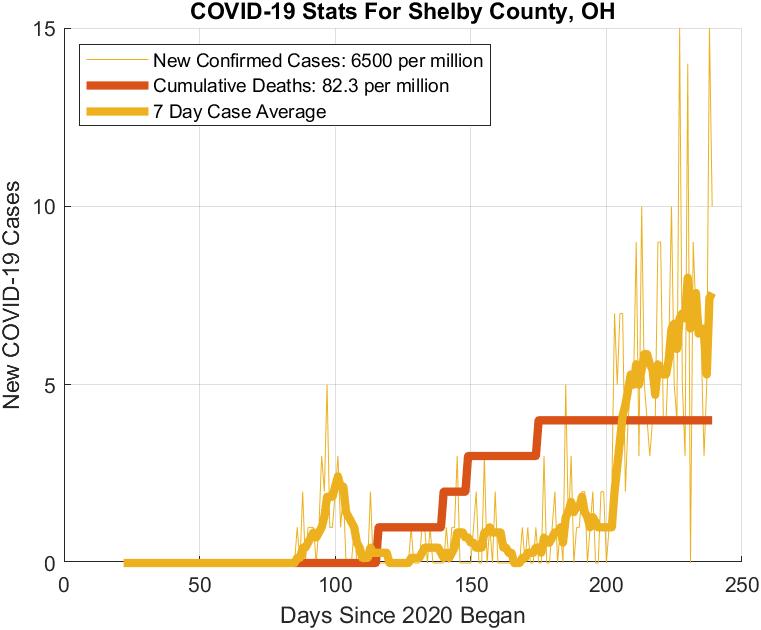 COVID-19 Stats For Shelby County, OH
15
New Confirmed Cases: 6500 per million
Cumulative Deaths: 82.3 per million
7 Day Case Average
10
New COVID-19 Cases
5
0
0 50 100 150 200 250
Days Since 2020 Began